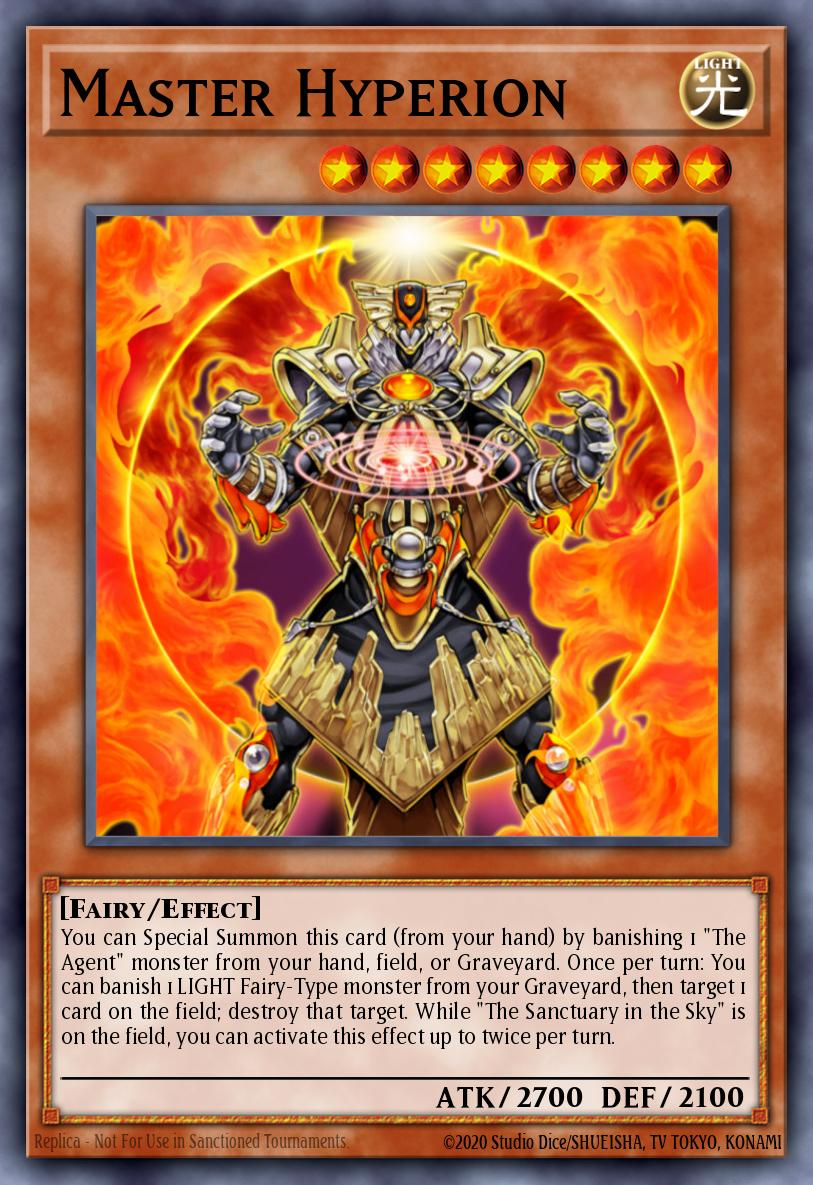 Master Hyperion
LIGHT
光
[Fairy/Effect]
You can Special Summon this card (from your hand) by banishing 1 "The
Agent" monster from your hand, field, or Graveyard. Once per turn: You
can banish 1 LIGHT Fairy-Type monster from your Graveyard, then target 1
card on the field; destroy that target. While "The Sanctuary in the Sky" is
on the field, you can activate this effect up to twice per turn.
ATK/2700 DEF/2100
Replica - Not For Use in Sanctioned Tournaments.
©2020 Studio Dice/SHUEISHA, TV TOKYO, KONAMI